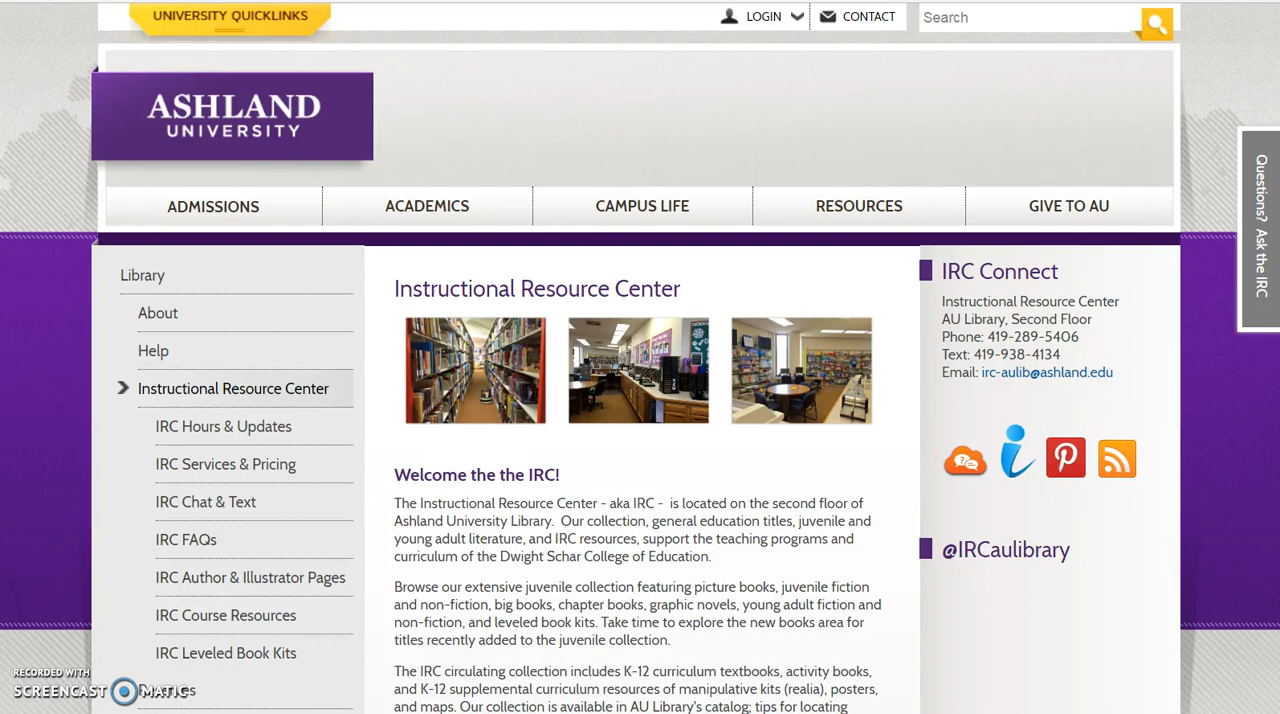 UNIVERSITY QUICKLINKS
LOGIN
CONTACT
Search
ASHLAND
UNIVERSITY
ADMISSIONS
ACADEMICS
CAMPUS LIFE
RESOURCES
GIVE TO AU
Questions? Ask the IRC
Library
About
Help
Instructional Resource Center
IRC Hours & Updates
IRC Services & Pricing
IRC Chat & Text
IRC FAQs
IRC Author & Illustrator Pages
IRC Course Resources
IRC Leveled Book Kits
Instructional Resource Center
Welcome the the IRC!
The Instructional Resource Center - aka IRC - is located on the second floor of
Ashland University Library. Our collection, general education titles, juvenile and
young adult literature, and IRC resources, support the teaching programs and
curriculum of the Dwight Schar College of Education.
Browse our extensive juvenile collection featuring picture books, juvenile fiction
and non-fiction, big books, chapter books, graphic novels, young adult fiction and
non-fiction, and leveled book kits. Take time to explore the new books area for
titles recently added to the juvenile collection.
The IRC circulating collection includes K-12 curriculum textbooks, activity books,
and K-12 supplemental curriculum resources of manipulative kits (realia), posters,
and maps. Our collection is available in AU Library's catalog; tips for locating
IRC Connect
Instructional Resource Center
AU Library, Second Floor
Phone: 419-289-5406
Text: 419-938-4134
Email: irc-aulib@ashland.edu
@IRCaulibrary
RECORDED WITH
SCREENCAST MATIC